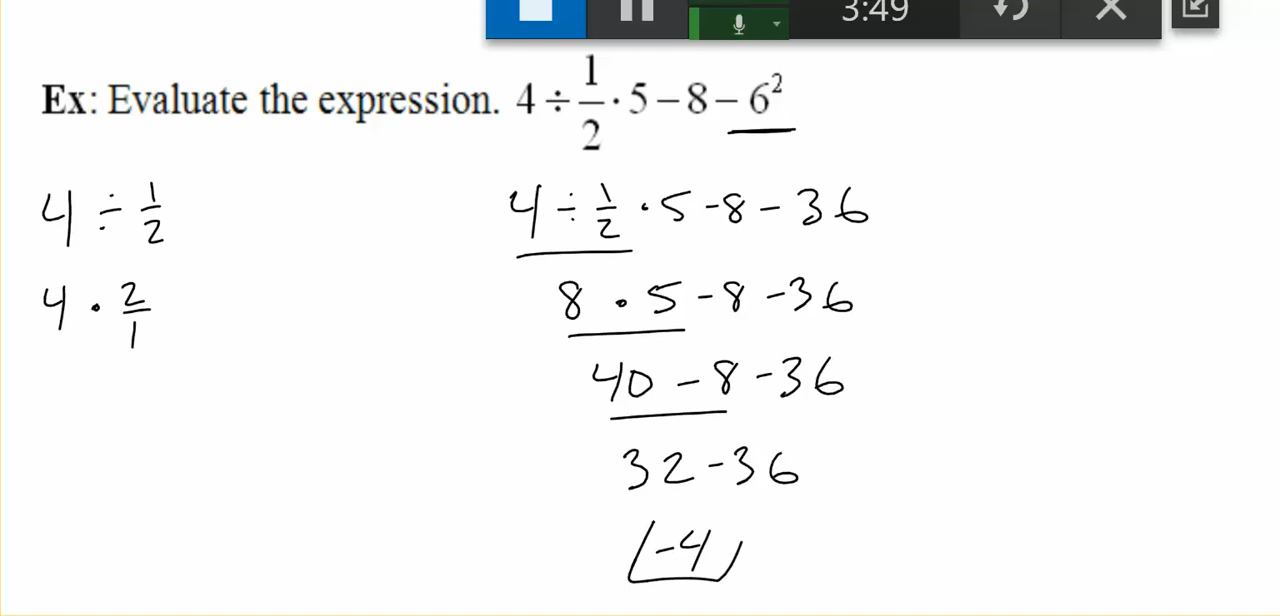 3:49
Ex: Evaluate the expression. 4 ÷ 1/2 · 5 − 8 − 6²
4 ÷ 1/2
4 · 2/1
4 ÷ 1/2 · 5 - 8 - 36
8 · 5 - 8 - 36
40 - 8 - 36
32 - 36
-4